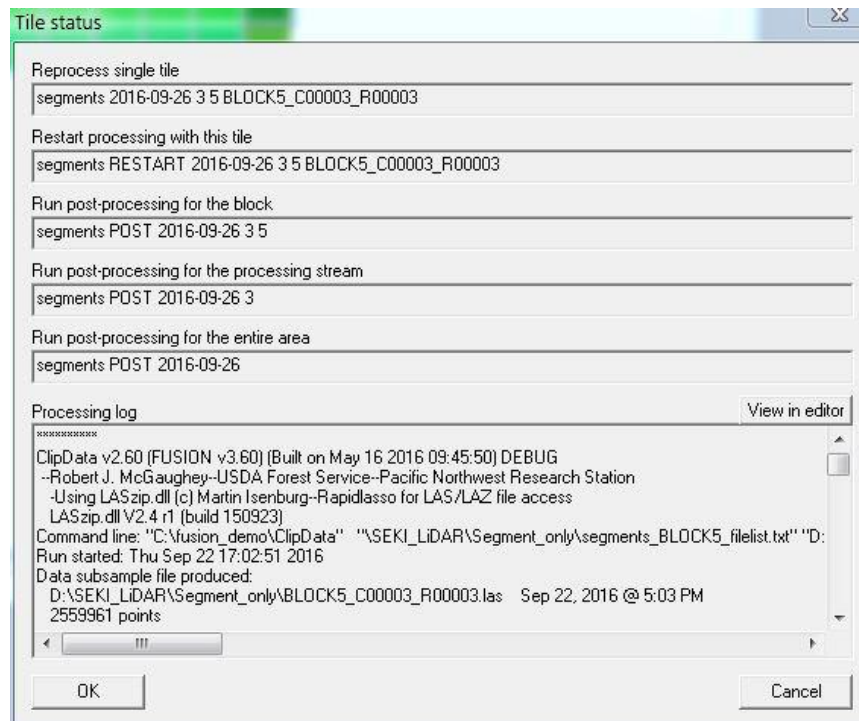 Tile status
Reprocess single tile
segments 2016-09-26 3 5 BLOCK5_C00003_R00003
Restart processing with this tile
segments RESTART 2016-09-26 3 5 BLOCK5_C00003_R00003
Run post-processing for the block
segments POST 2016-09-26 3 5
Run post-processing for the processing stream
segments POST 2016-09-26 3
Run post-processing for the entire area
segments POST 2016-09-26
Processing log
View in editor
**********
ClipData v2.60 (FUSION v3.60) (Built on May 16 2016 09:45:50) DEBUG
--Robert J. McGaughey--USDA Forest Service--Pacific Northwest Research Station
-Using LASzip.dll (c) Martin Isenburg--Rapidlasso for LAS/LAZ file access
LASzip.dll V2.4 r1 (build 150923)
Command line: "C:\fusion_demo\ClipData" "\SEKI_LiDAR\Segment_only\segments_BLOCK5_filelist.txt" "D:
Run started: Thu Sep 22 17:02:51 2016
Data subsample file produced:
D:\SEKI_LiDAR\Segment_only\BLOCK5_C00003_R00003.las Sep 22, 2016 @ 5:03 PM
2559961 points
OK
Cancel